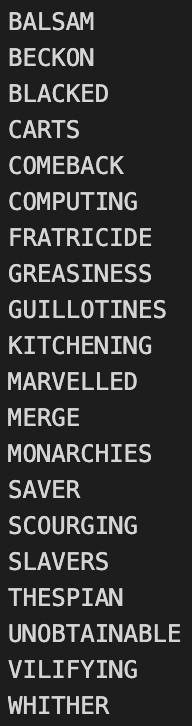 BALSAM
BECKON
BLACKED
CARTS
COMEBACK
COMPUTING
FRATRICIDE
GREASINESS
GUILLOTINES
KITCHENING
MARVELLED
MERGE
MONARCHIES
SAVER
SCOURGING
SLAVERS
THESPIAN
UNOBTAINABLE
VILIFYING
WHITHER